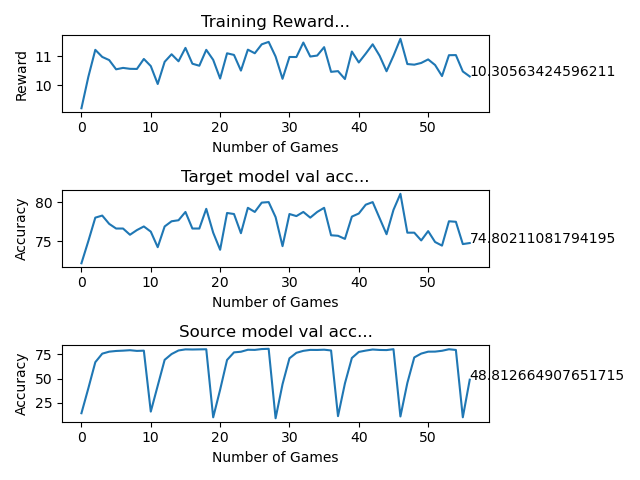 Training Reward...
Reward
11
10
10.30563424596211
0 10 20 30 40 50
Number of Games
Target model val acc...
Accuracy
80
75
74.80211081794195
0 10 20 30 40 50
Number of Games
Source model val acc...
Accuracy
75
50
25
48.812664907651715
0 10 20 30 40 50
Number of Games